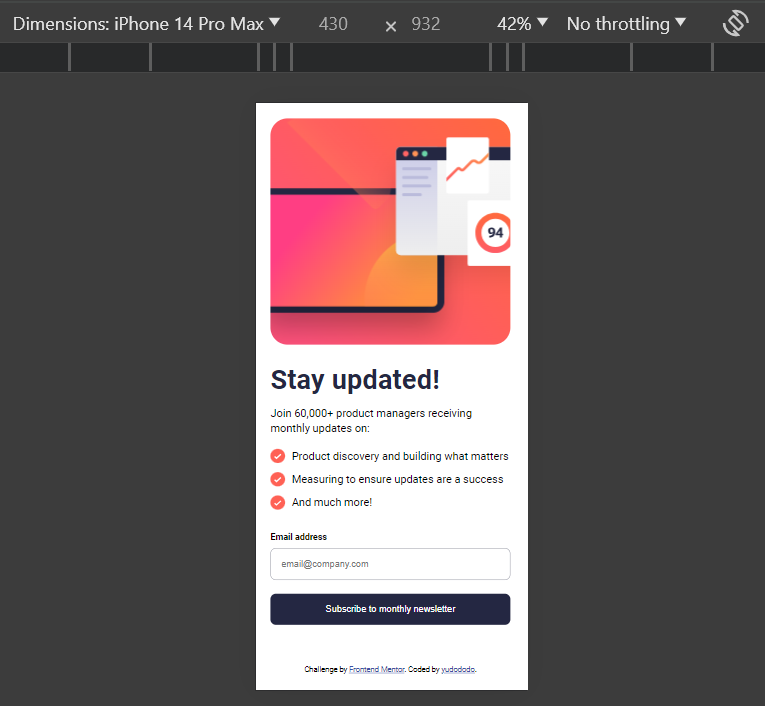 Dimensions: iPhone 14 Pro Max ▼ 430 × 932 42% ▼ No throttling ▼
94
Stay updated!
Join 60,000+ product managers receiving
monthly updates on:
Product discovery and building what matters
Measuring to ensure updates are a success
And much more!
Email address
email@company.com
Subscribe to monthly newsletter
Challenge by Frontend Mentor. Coded by yudododo.